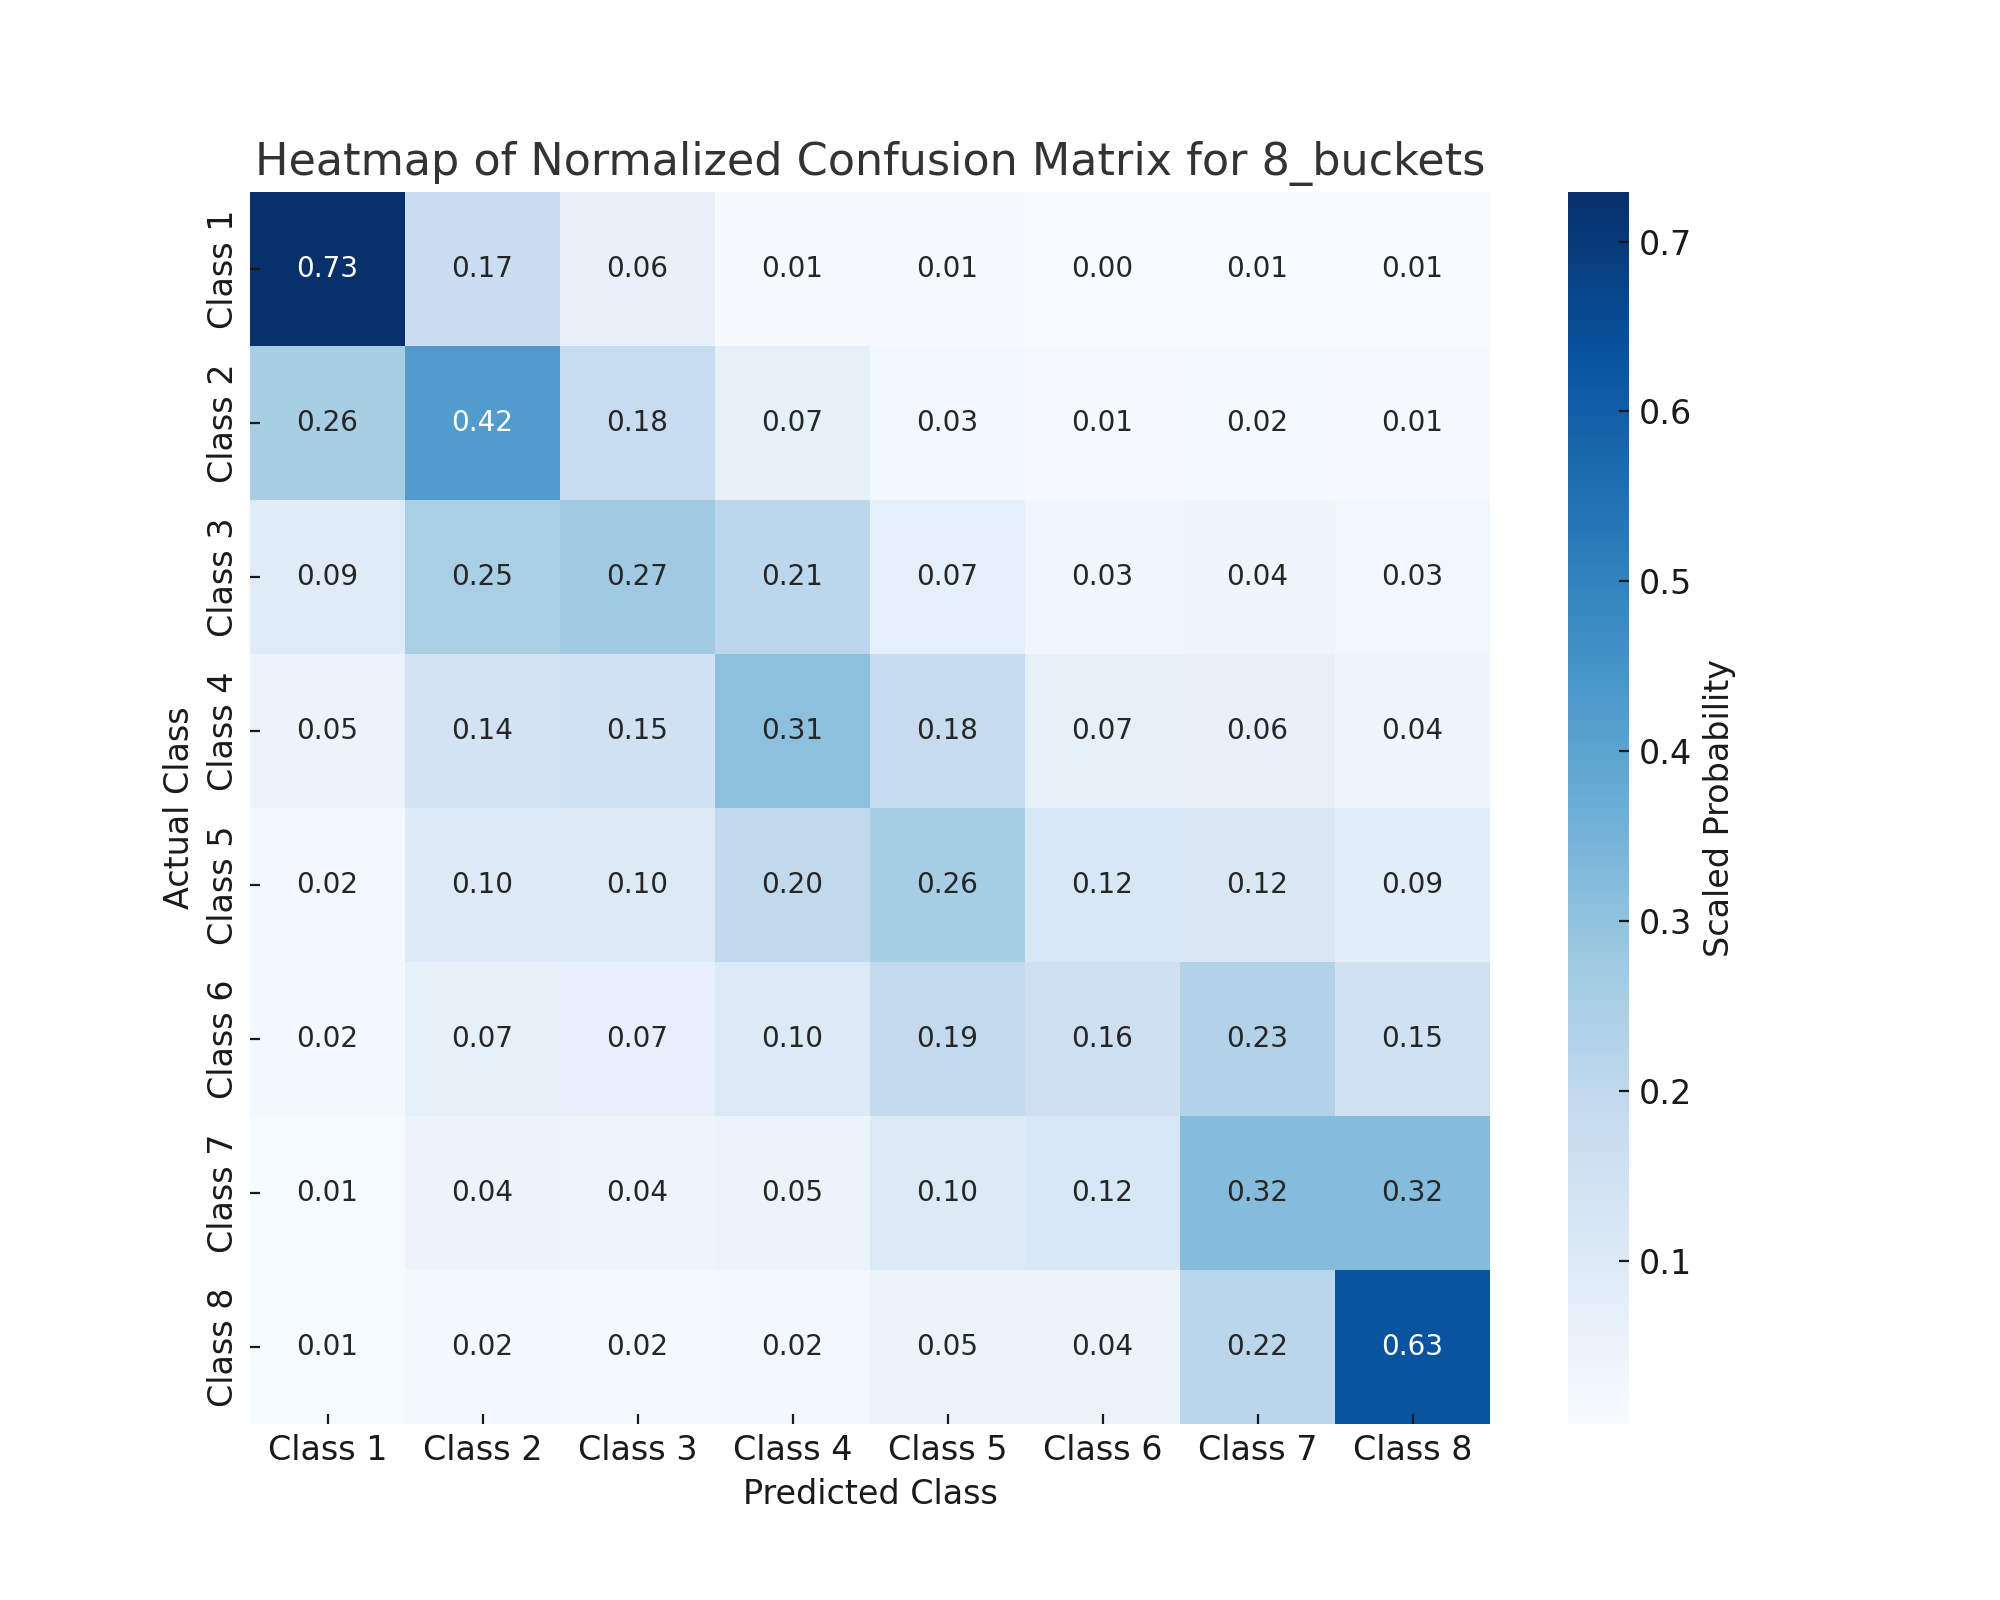 Heatmap of Normalized Confusion Matrix for 8_buckets
Class 1 0.73 0.17 0.06 0.01 0.01 0.00 0.01 0.01
Class 2 0.26 0.42 0.18 0.07 0.03 0.01 0.02 0.01
Class 3 0.09 0.25 0.27 0.21 0.07 0.03 0.04 0.03
Class 4 0.05 0.14 0.15 0.31 0.18 0.07 0.06 0.04
Class 5 0.02 0.10 0.10 0.20 0.26 0.12 0.12 0.09
Class 6 0.02 0.07 0.07 0.10 0.19 0.16 0.23 0.15
Class 7 0.01 0.04 0.04 0.05 0.10 0.12 0.32 0.32
Class 8 0.01 0.02 0.02 0.02 0.05 0.04 0.22 0.63
Class 1 Class 2 Class 3 Class 4 Class 5 Class 6 Class 7 Class 8
Predicted Class
Actual Class
0.7
0.6
0.5
0.4
0.3
0.2
0.1
Scaled Probability